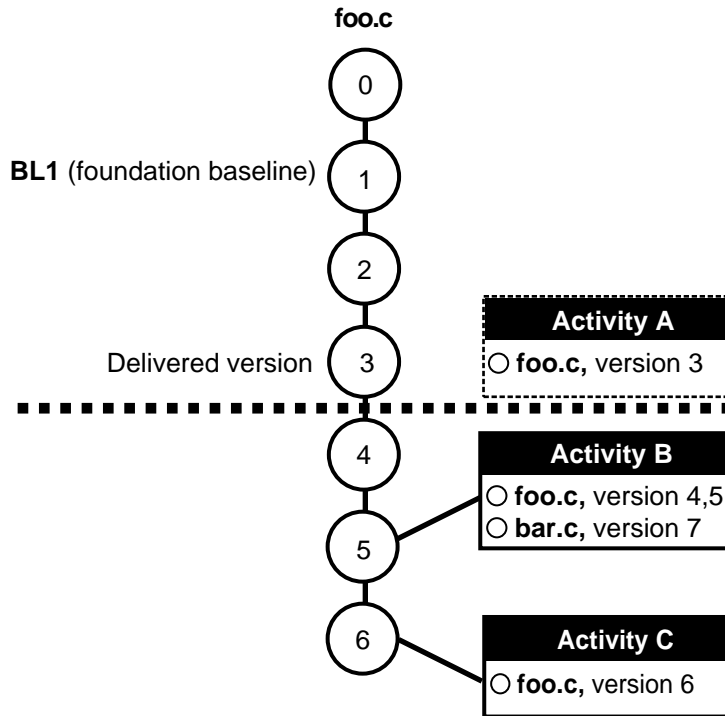 foo.c
0
BL1 (foundation baseline)
1
2
Activity A
Delivered version
3
foo.c, version 3
4
Activity B
foo.c, version 4,5
bar.c, version 7
5
6
Activity C
foo.c, version 6